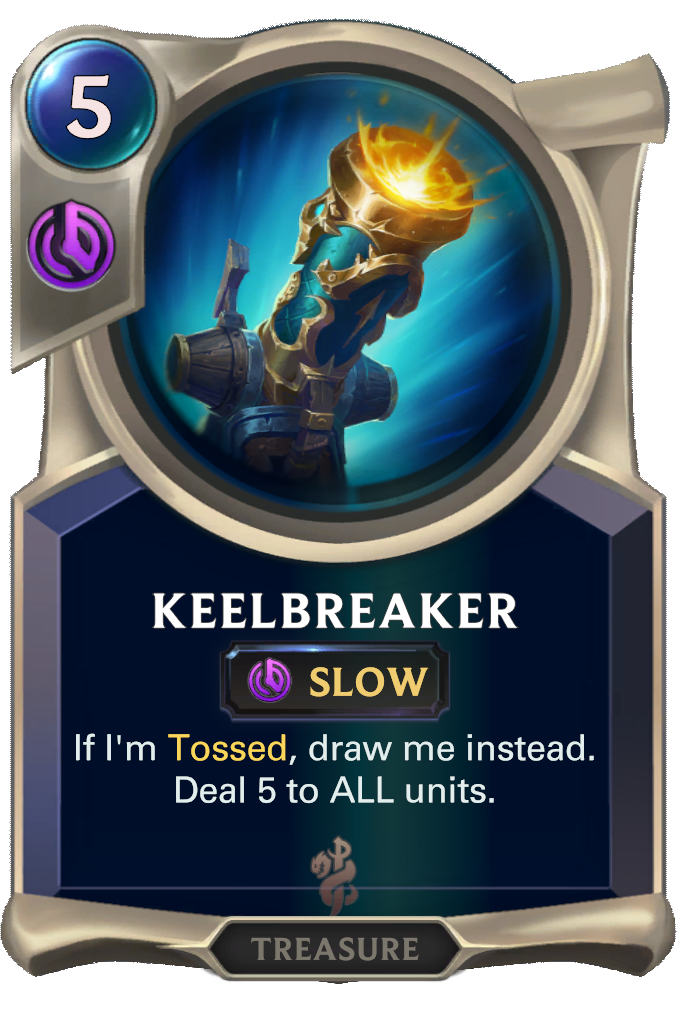 5
KEELBREAKER
SLOW
If I'm Tossed, draw me instead.
Deal 5 to ALL units.
TREASURE